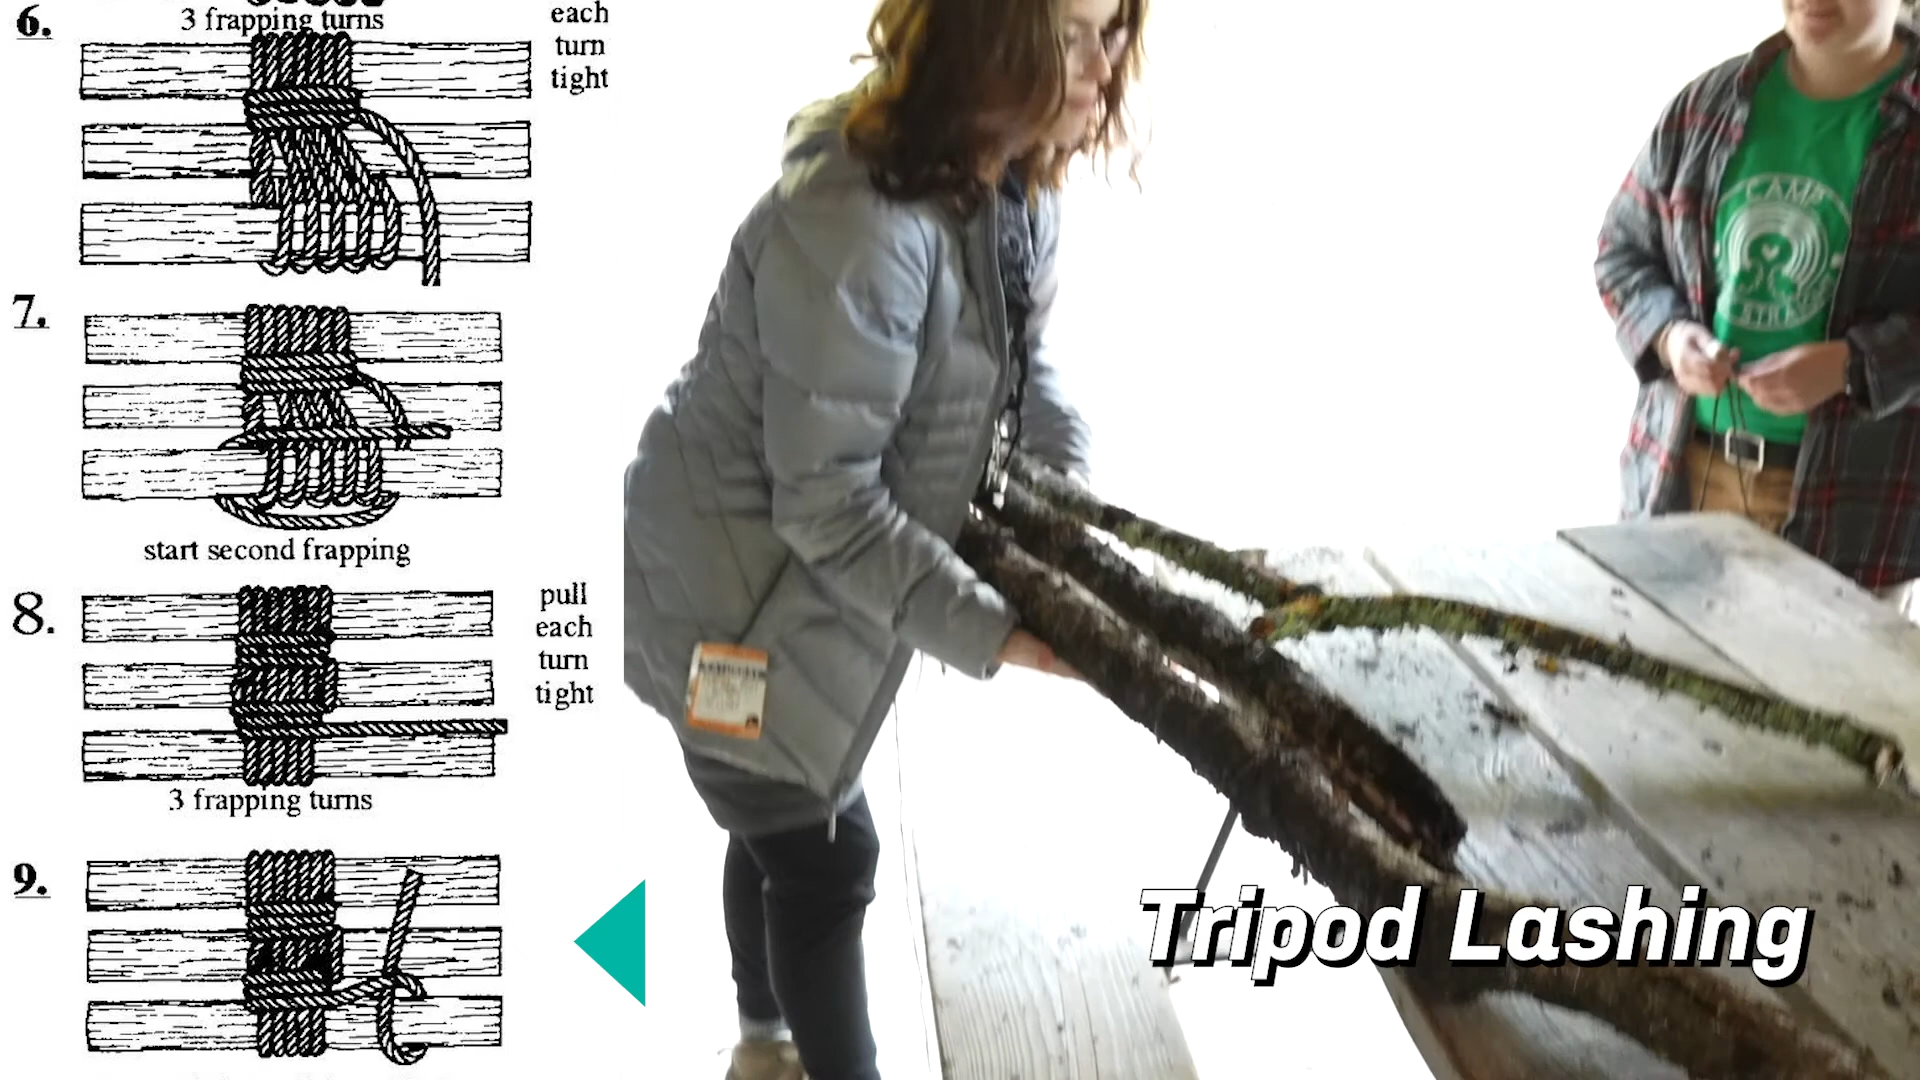 6.
3 frapping turns
each
turn
tight
7.
start second frapping
8.
pull
each
turn
tight
3 frapping turns
9.
Tripod Lashing
CAMP